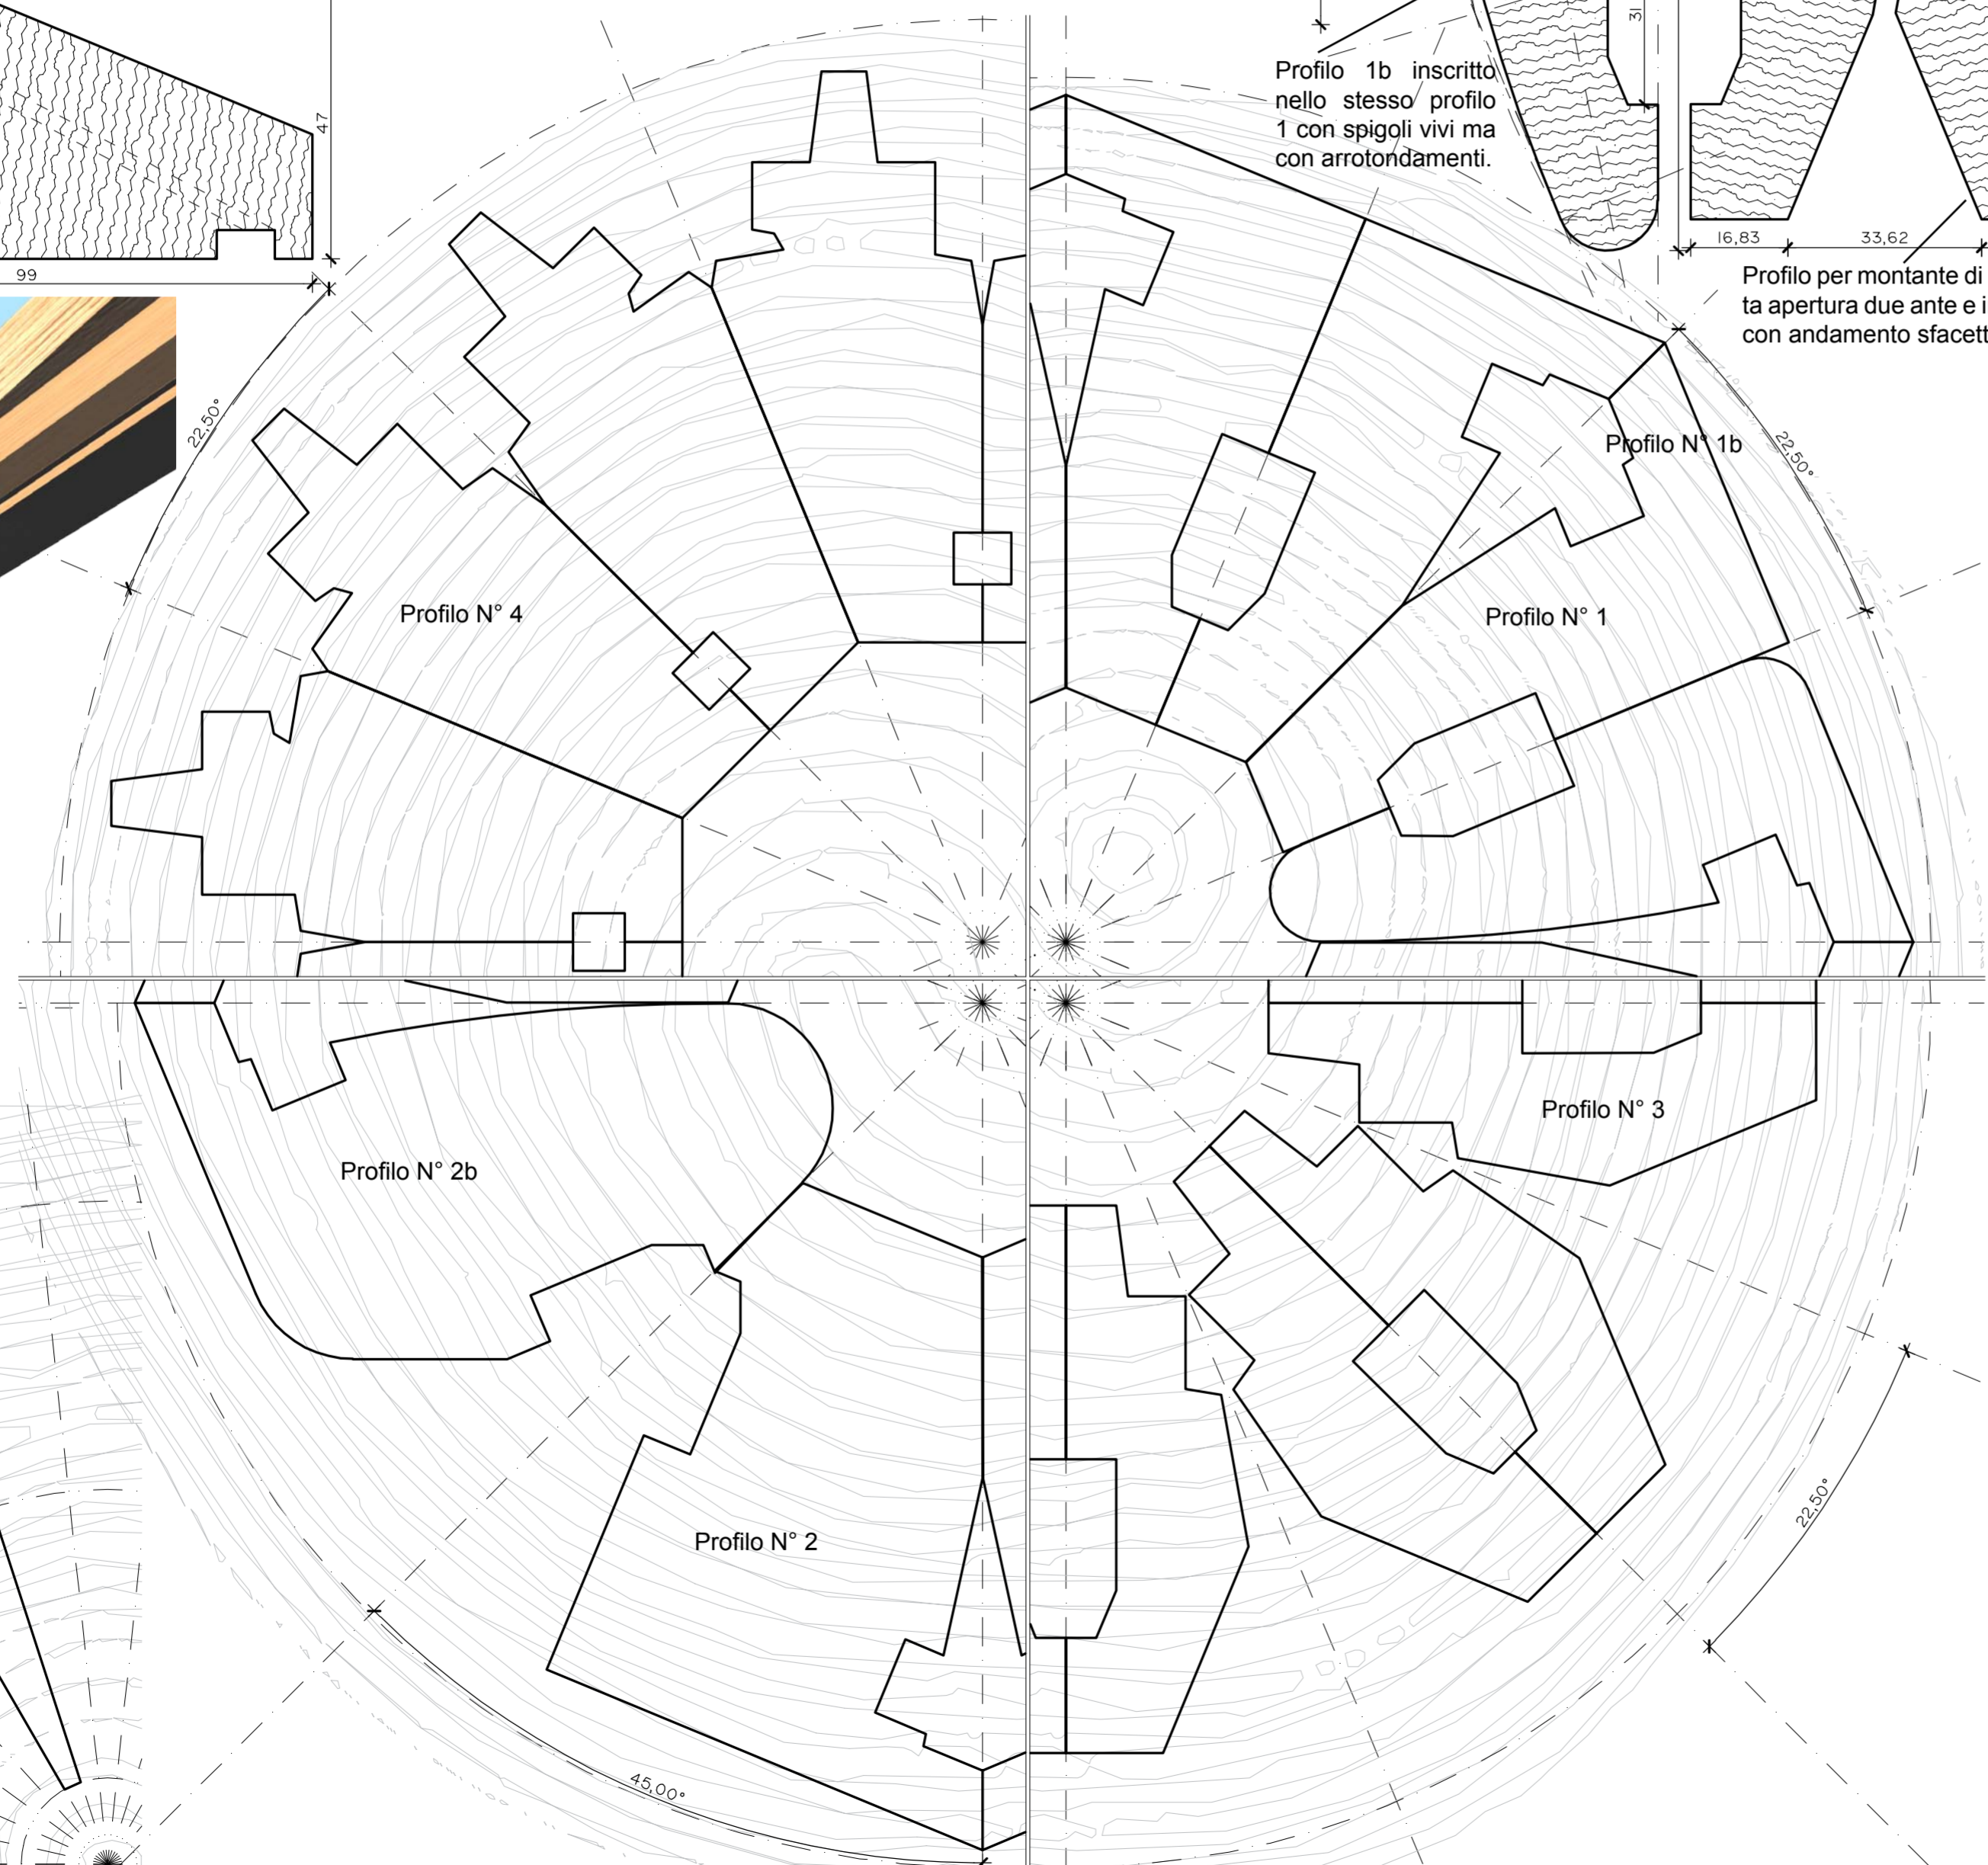 47
99
22,50°
Profilo 1b inscritto
nello stesso profilo
1 con spigoli vivi ma
con arrotondamenti.
31
16,83
33,62
Profilo per montante di
ta apertura due ante e i
con andamento sfacett
Profilo N° 1b
22,50°
Profilo N° 4
Profilo N° 1
Profilo N° 3
Profilo N° 2b
Profilo N° 2
22,50°
45,00°